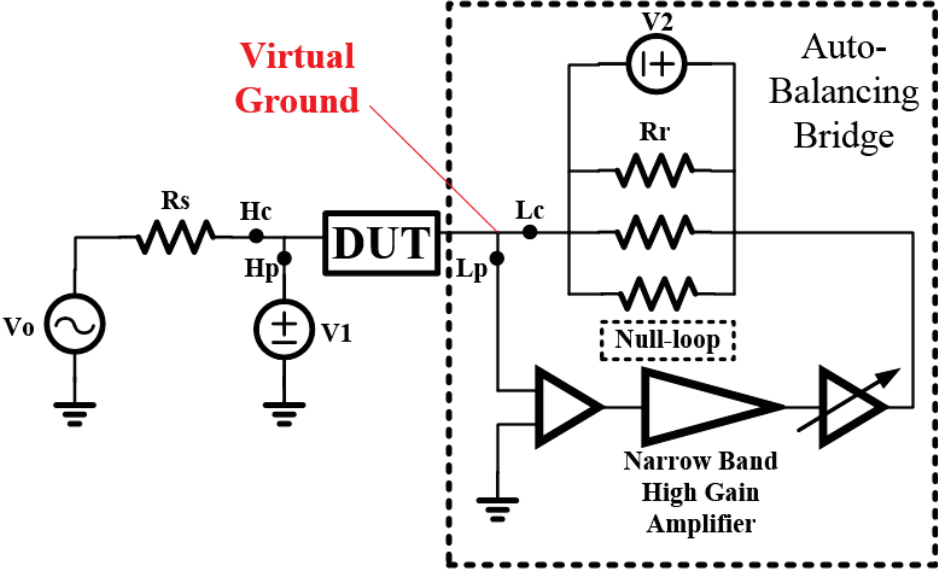 V2
Auto-
Balancing
Bridge
Virtual
Ground
Rr
Rs
Hc
Lc
DUT
Hp
Lp
Vo
V1
Null-loop
Narrow Band
High Gain
Amplifier